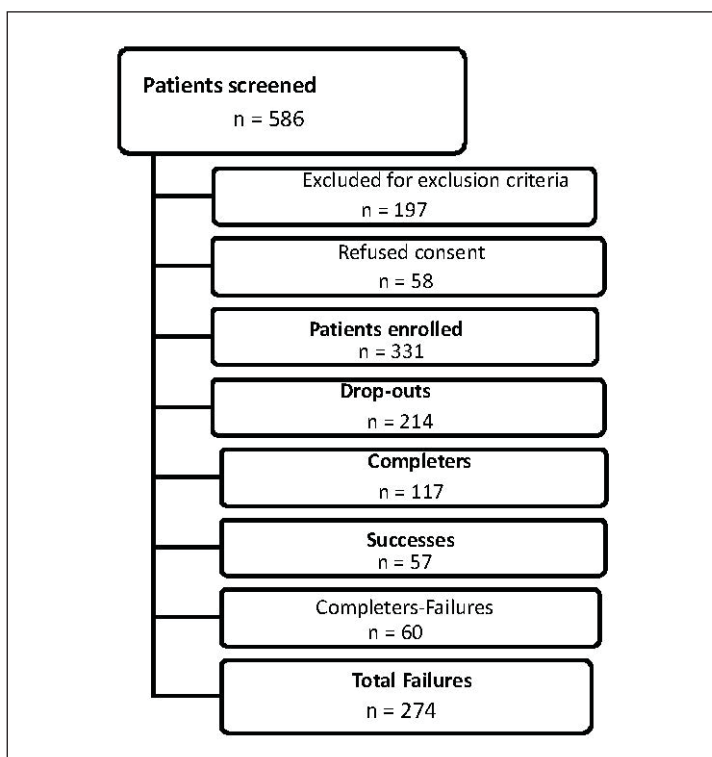 Patients screened
n = 586
Excluded for exclusion criteria
n = 197
Refused consent
n = 58
Patients enrolled
n = 331
Drop-outs
n = 214
Completers
n = 117
Successes
n = 57
Completers-Failures
n = 60
Total Failures
n = 274